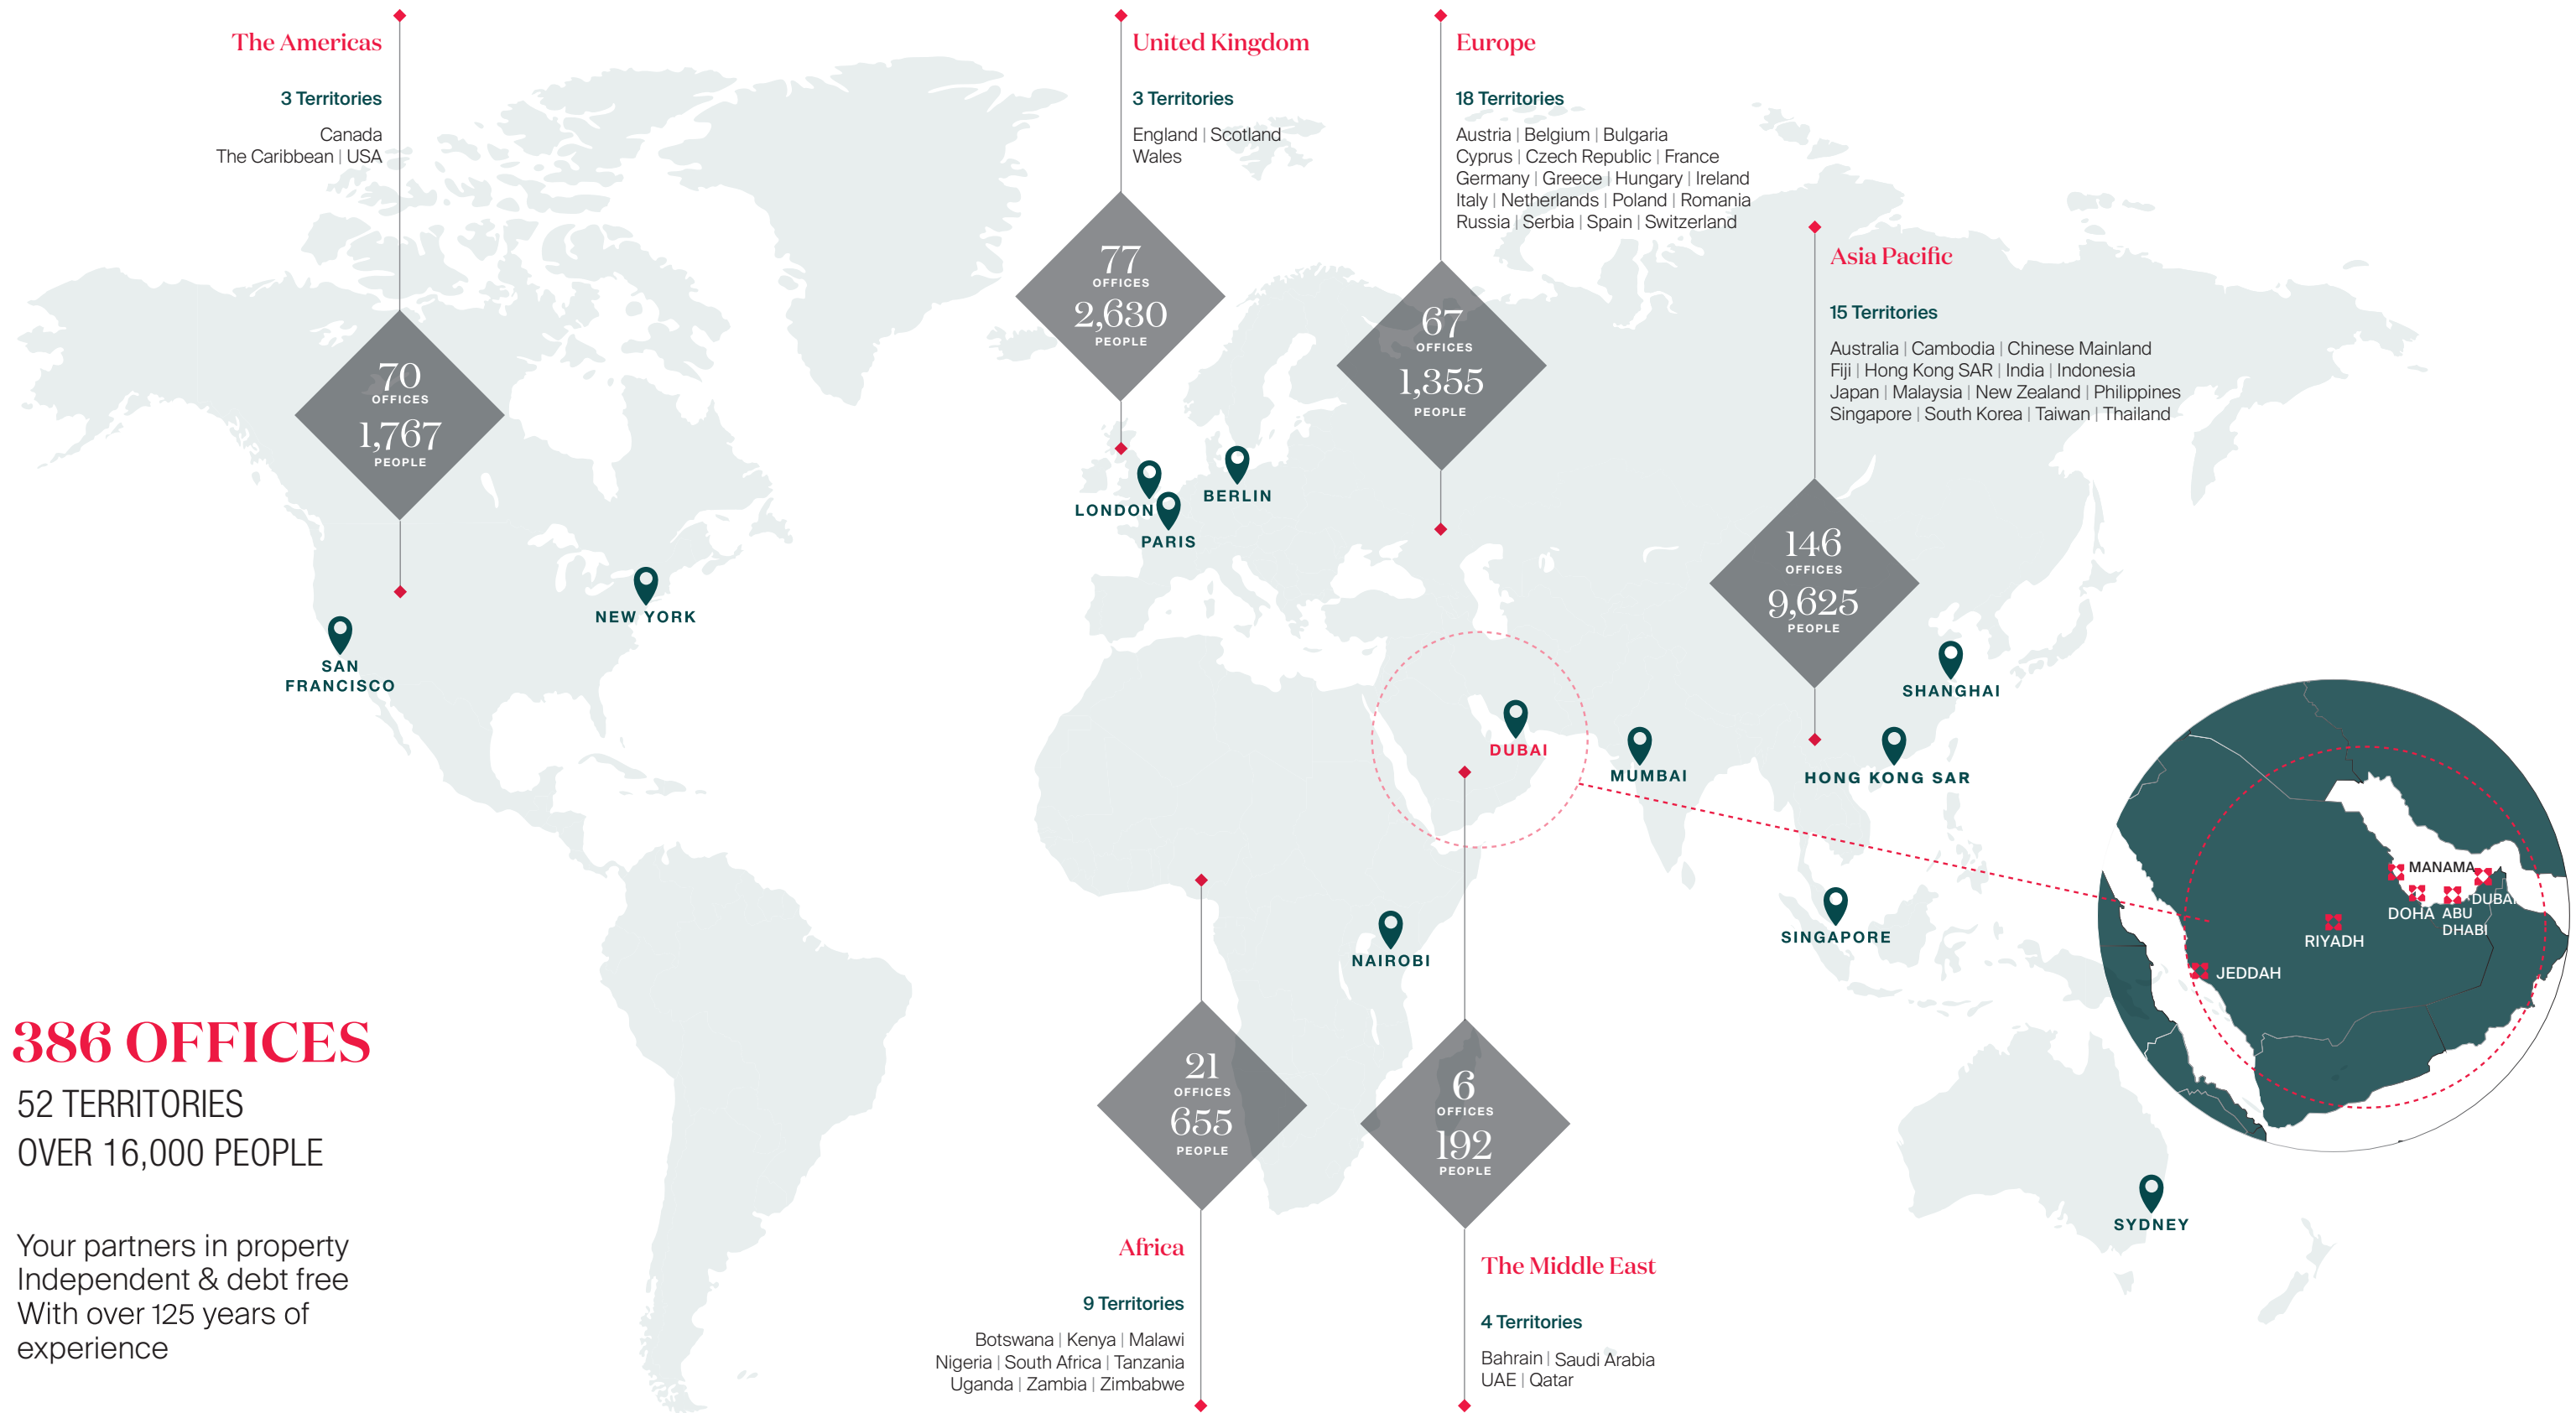 The Americas
3 Territories
Canada
The Caribbean | USA
70
OFFICES
1,767
PEOPLE
United Kingdom
3 Territories
England | Scotland
Wales
77
OFFICES
2,630
PEOPLE
Europe
18 Territories
Austria | Belgium | Bulgaria
Cyprus | Czech Republic | France
Germany | Greece | Hungary | Ireland
Italy | Netherlands | Poland | Romania
Russia | Serbia | Spain | Switzerland
67
OFFICES
1,355
PEOPLE
Asia Pacific
15 Territories
Australia | Cambodia | Chinese Mainland
Fiji | Hong Kong SAR | India | Indonesia
Japan | Malaysia | New Zealand | Philippines
Singapore | South Korea | Taiwan | Thailand
146
OFFICES
9,625
PEOPLE
LONDON
PARIS
BERLIN
NEW YORK
SAN
FRANCISCO
DUBAI
MUMBAI
SHANGHAI
HONG KONG SAR
SINGAPORE
NAIROBI
SYDNEY
MANAMA
DUBAI
DOHA
ABU
DHABI
RIYADH
JEDDAH
386 OFFICES
52 TERRITORIES
OVER 16,000 PEOPLE
Your partners in property
Independent & debt free
With over 125 years of
experience
21
OFFICES
655
PEOPLE
Africa
9 Territories
Botswana | Kenya | Malawi
Nigeria | South Africa | Tanzania
Uganda | Zambia | Zimbabwe
6
OFFICES
192
PEOPLE
The Middle East
4 Territories
Bahrain | Saudi Arabia
UAE | Qatar